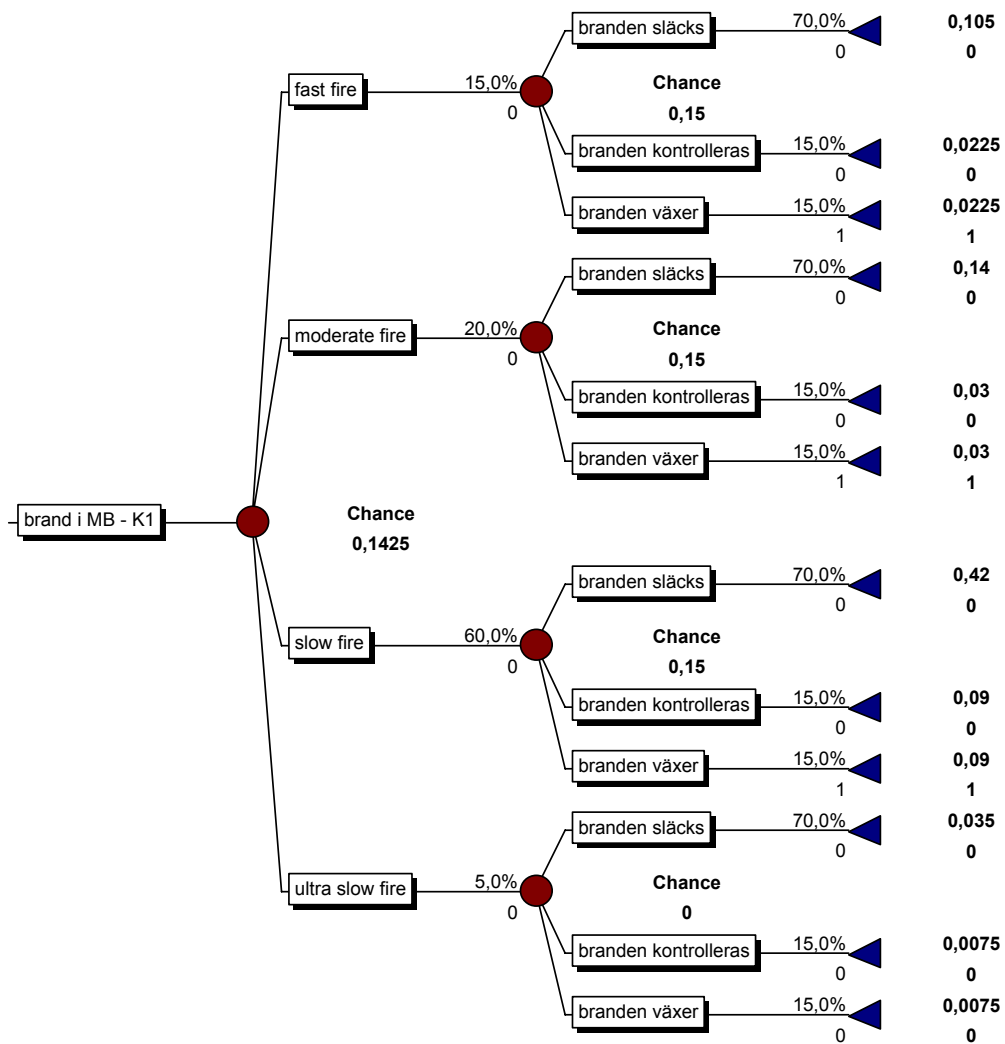 branden släcks 70,0% 0,105
0 0
fast fire 15,0% Chance
0 0,15
branden kontrolleras 15,0% 0,0225
0 0
branden växer 15,0% 0,0225
1 1
branden släcks 70,0% 0,14
0 0
moderate fire 20,0% Chance
0 0,15
branden kontrolleras 15,0% 0,03
0 0
branden växer 15,0% 0,03
1 1
brand i MB - K1 Chance
0,1425
branden släcks 70,0% 0,42
0 0
slow fire 60,0% Chance
0 0,15
branden kontrolleras 15,0% 0,09
0 0
branden växer 15,0% 0,09
1 1
branden släcks 70,0% 0,035
0 0
ultra slow fire 5,0% Chance
0 0
branden kontrolleras 15,0% 0,0075
0 0
branden växer 15,0% 0,0075
0 0